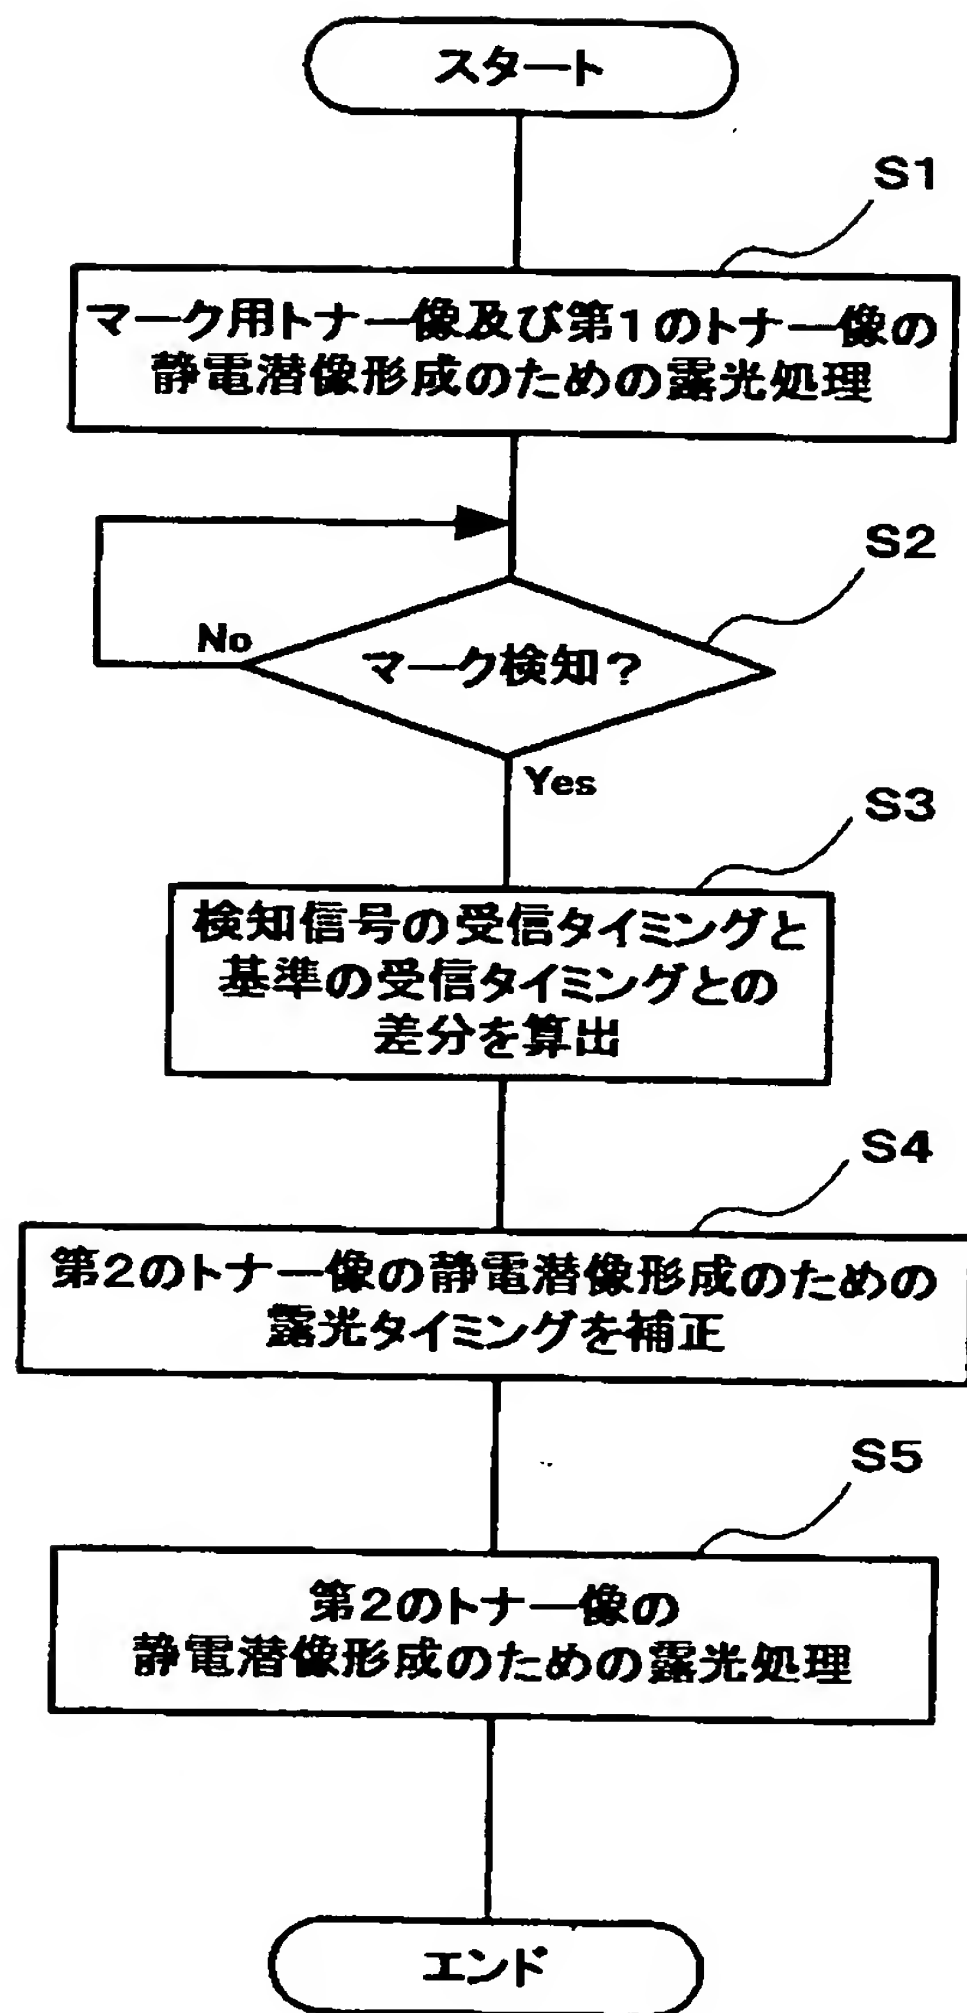 スタート
S1
マーク用トナー像及び第1のトナー像の
静電潜像形成のための露光処理
S2
No
マーク検知？
Yes
S3
検知信号の受信タイミングと
基準の受信タイミングとの
差分を算出
S4
第2のトナー像の静電潜像形成のための
露光タイミングを補正
S5
第2のトナー像の
静電潜像形成のための露光処理
エンド